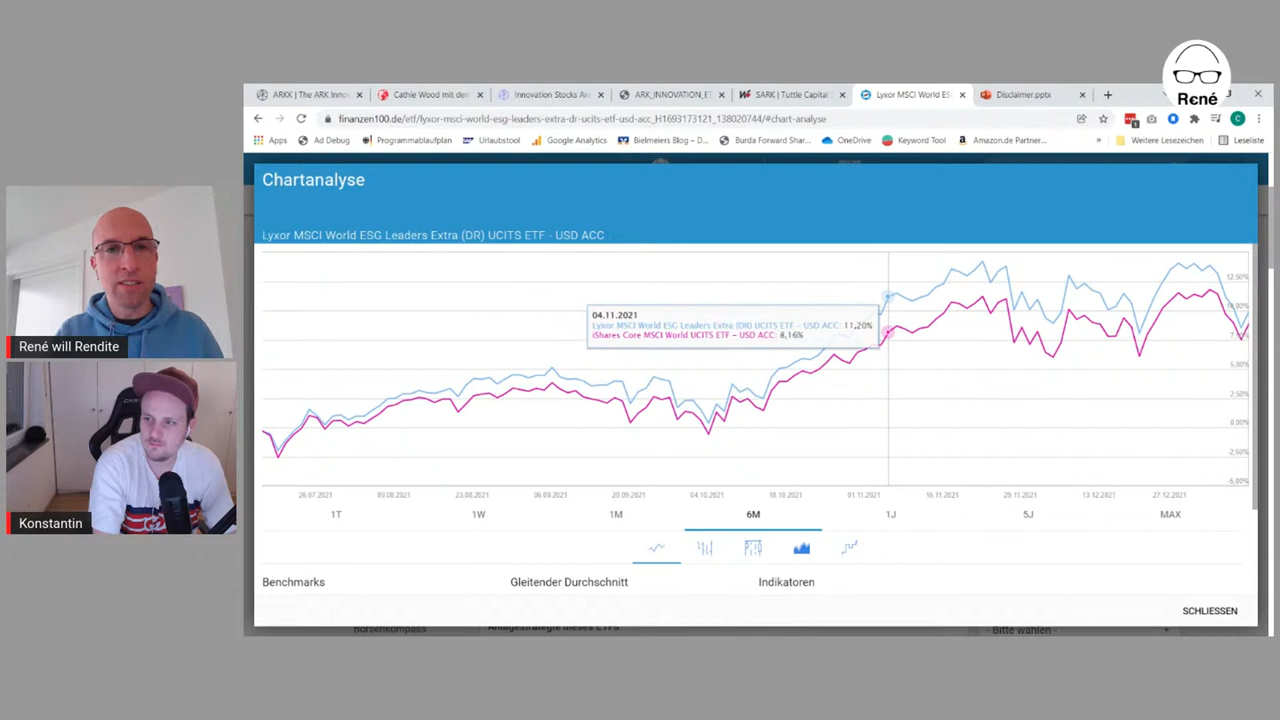 René
ARKK | The ARK Inno
Cathie Wood mit der
Innovation Stocks Are
ARK_INNOVATION_E
SARK | Tuttle Capital
Lyxor MSCI World ES
Disclaimer.pptx
finanzen100.de/etf/lyxor-msci-world-esg-leaders-extra-dr-ucits-etf-usd-acc_H1693173121_138020744/#chart-analyse
Apps
Ad Debug
Programmablaufplan
Urlaubstool
Google Analytics
Bielmeiers Blog – D...
Burda Forward Shar...
OneDrive
Keyword Tool
Amazon.de Partner...
»
Weitere Lesezeichen
Leseliste
Chartanalyse
Lyxor MSCI World ESG Leaders Extra (DR) UCITS ETF - USD ACC
12,50%
04.11.2021
Lyxor MSCI World ESG Leaders Extra (DR) UCITS ETF - USD ACC: 11,20%
iShares Core MSCI World UCITS ETF - USD ACC: 8,16%
5,00%
2,50%
0,00%
-2,50%
-5,00%
26.07.2021 09.08.2021 23.08.2021 06.09.2021 20.09.2021 04.10.2021 18.10.2021 01.11.2021 16.11.2021 29.11.2021 13.12.2021 27.12.2021
1T 1W 1M 6M 1J 5J MAX
Benchmarks Gleitender Durchschnitt Indikatoren
SCHLIESSEN
Börsenkompass
Anlagestrategie dieses ETFs
- Bitte wählen -
René will Rendite
Konstantin